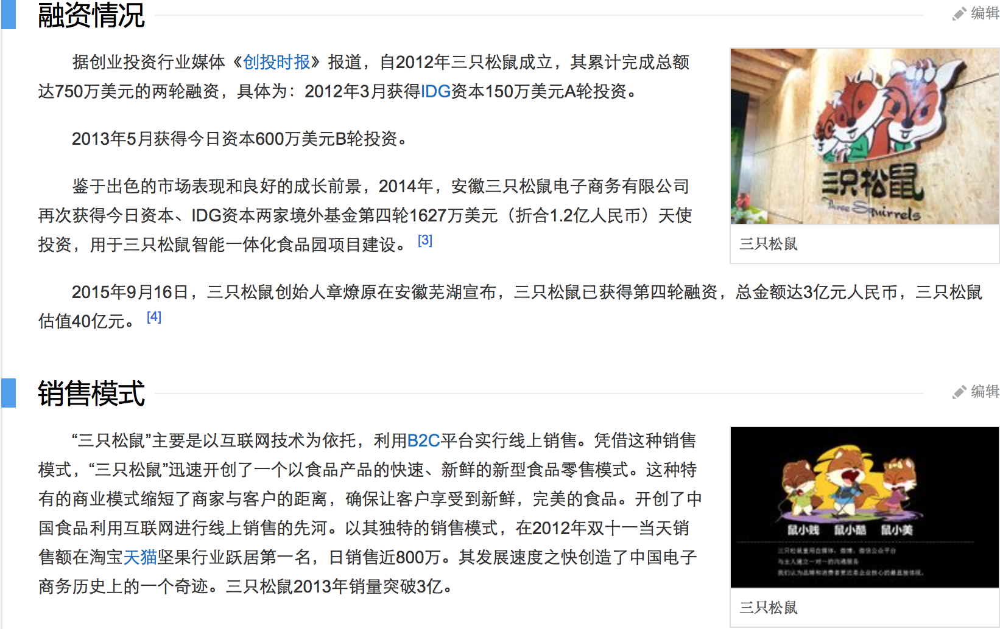 融资情况
编辑
据创业投资行业媒体《创投时报》报道，自2012年三只松鼠成立，其累计完成总额
达750万美元的两轮融资，具体为：2012年3月获得IDG资本150万美元A轮投资。
2013年5月获得今日资本600万美元B轮投资。
鉴于出色的市场表现和良好的成长前景，2014年，安徽三只松鼠电子商务有限公司
再次获得今日资本、IDG资本两家境外基金第四轮1627万美元（折合1.2亿人民币）天使
投资，用于三只松鼠智能一体化食品园项目建设。 [3]
三只松鼠
Three Squirrels
三只松鼠
2015年9月16日，三只松鼠创始人章燎原在安徽芜湖宣布，三只松鼠已获得第四轮融资，总金额达3亿元人民币，三只松鼠
估值40亿元。 [4]
销售模式
编辑
“三只松鼠”主要是以互联网技术为依托，利用B2C平台实行线上销售。凭借这种销售
模式，“三只松鼠”迅速开创了一个以食品产品的快速、新鲜的新型食品零售模式。这种特
有的商业模式缩短了商家与客户的距离，确保让客户享受到新鲜，完美的食品。开创了中
国食品利用互联网进行线上销售的先河。以其独特的销售模式，在2012年双十一当天销
售额在淘宝天猫坚果行业跃居第一名，日销售近800万。其发展速度之快创造了中国电子
商务历史上的一个奇迹。三只松鼠2013年销量突破3亿。
鼠小贱 鼠小酷 鼠小美
与主人建立一对一的沟通服务
三只松鼠